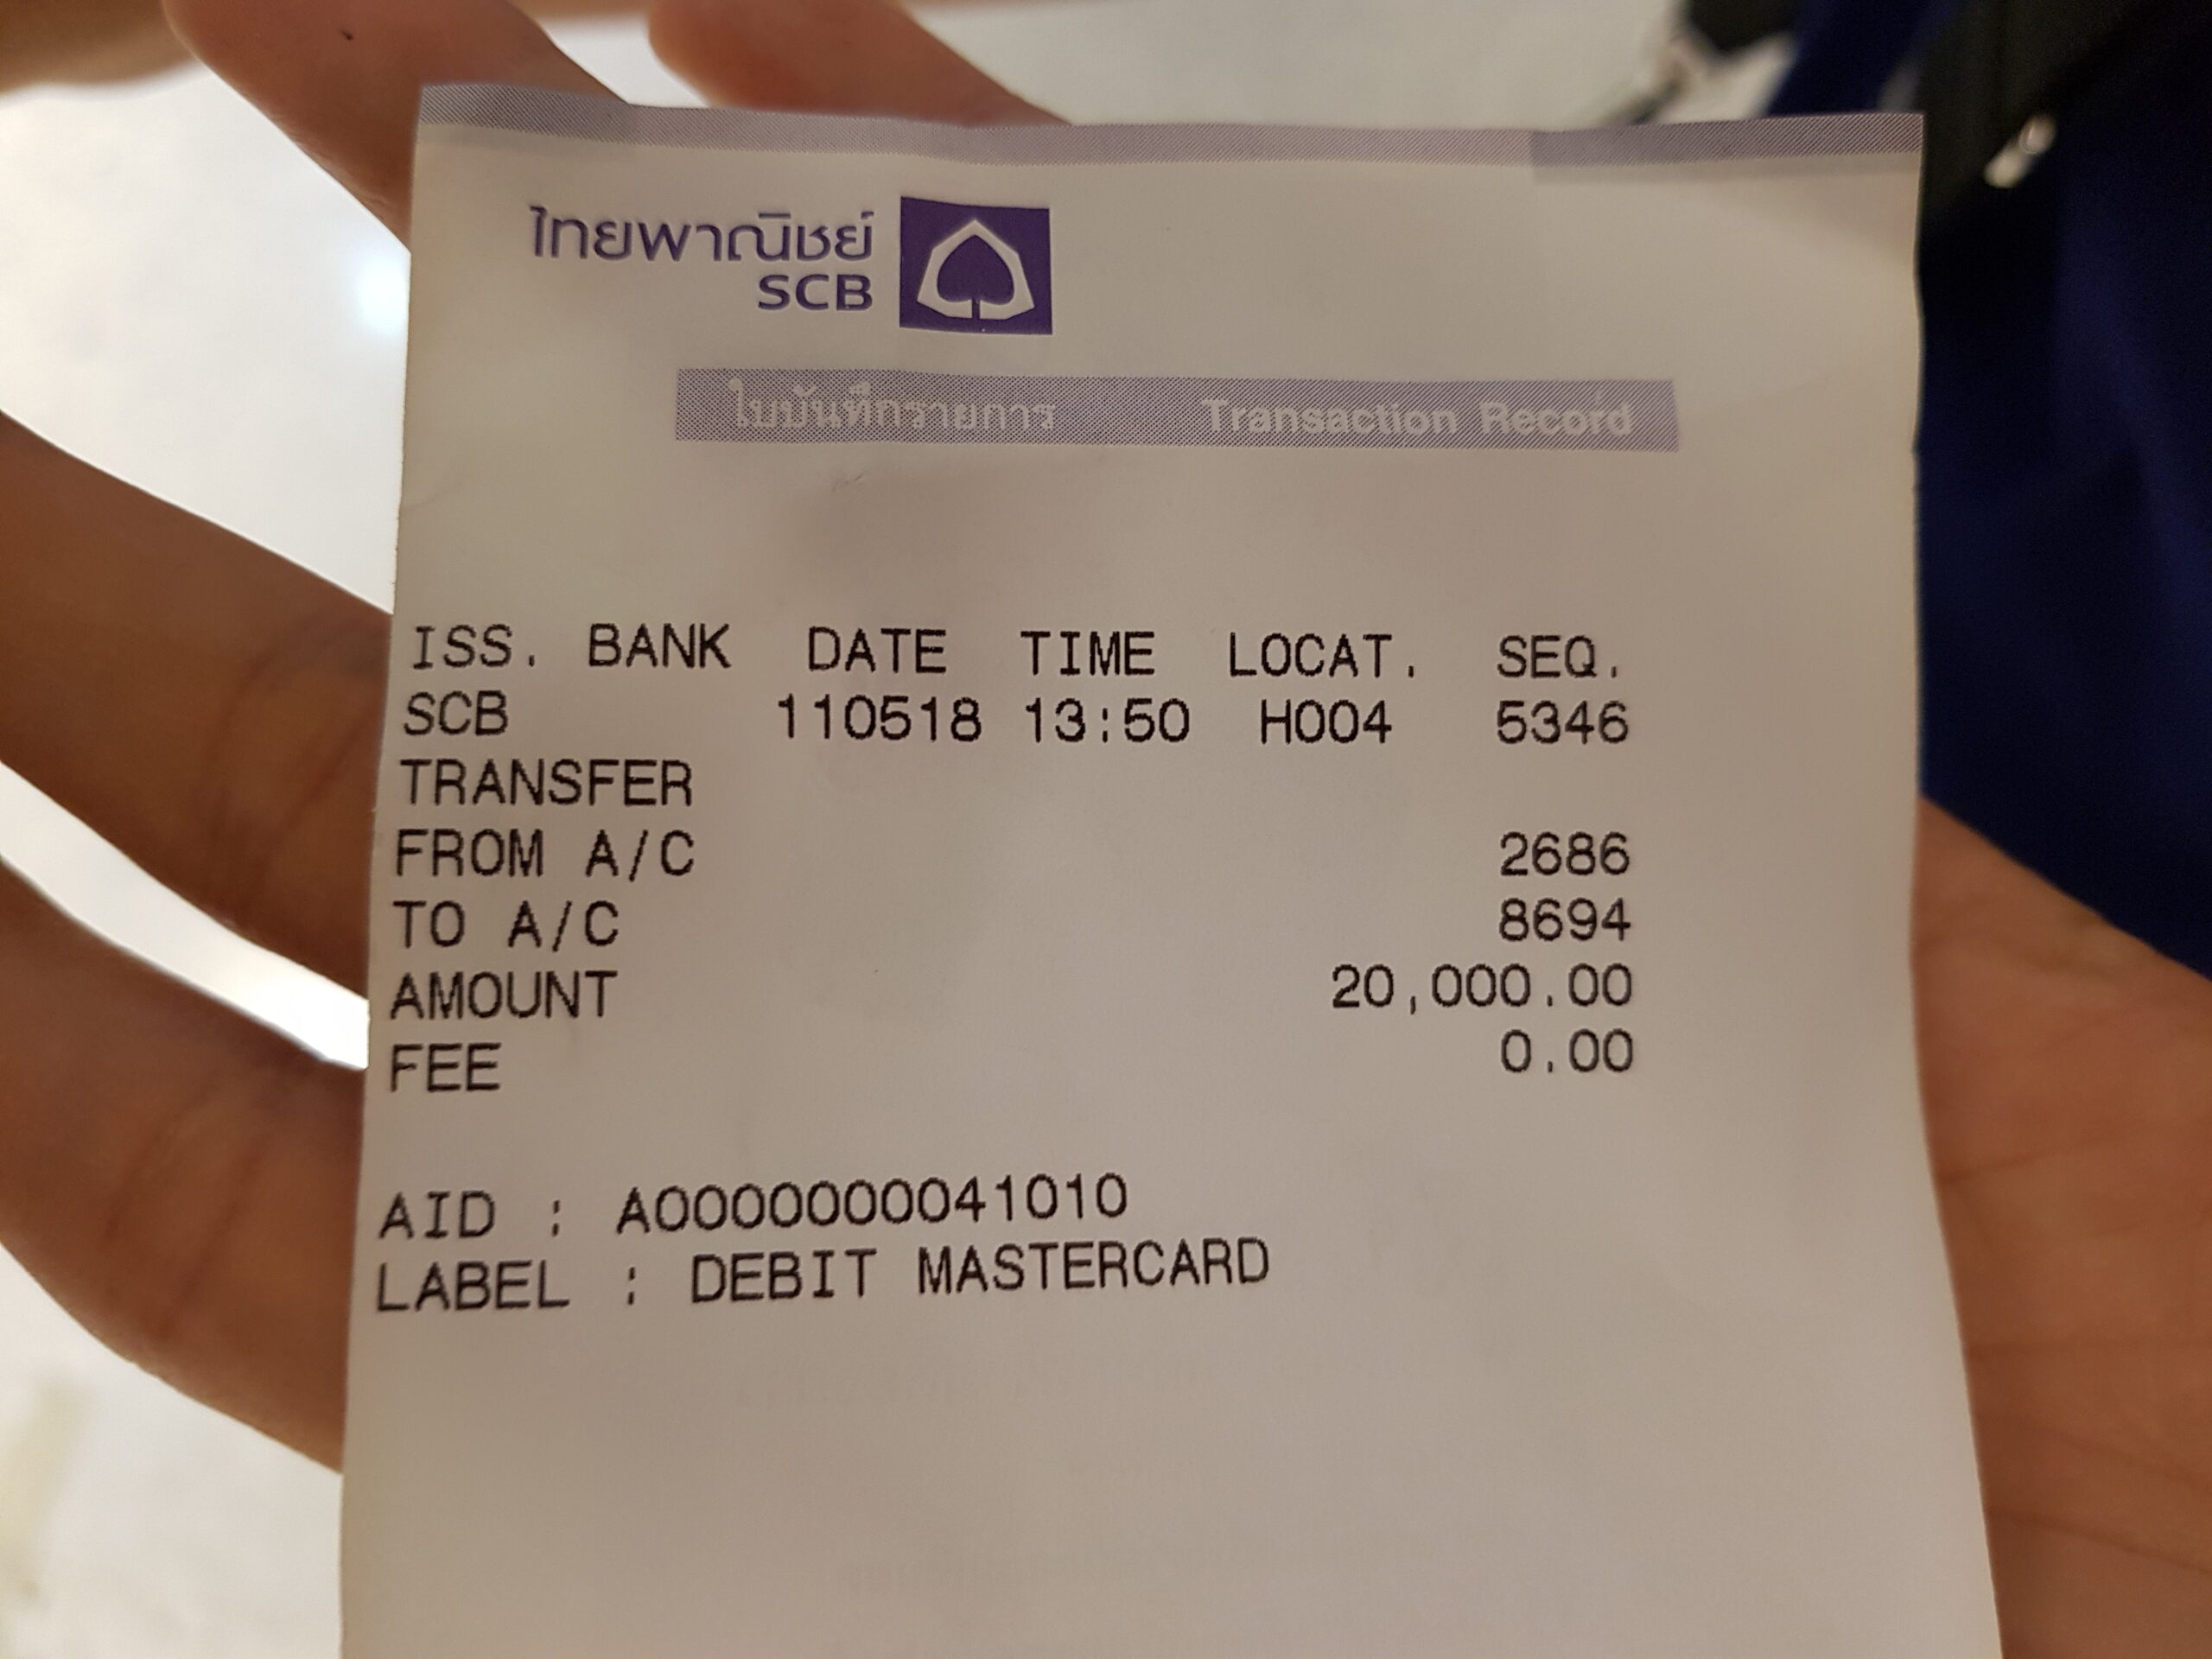 ไทยพาณิชย์
SCB
ใบบันทึกรายการ Transaction Record
ISS. BANK DATE TIME LOCAT. SEQ.
SCB 110518 13:50 H004 5346
TRANSFER
FROM A/C 2686
TO A/C 8694
AMOUNT 20,000.00
FEE 0.00
AID : A0000000041010
LABEL : DEBIT MASTERCARD